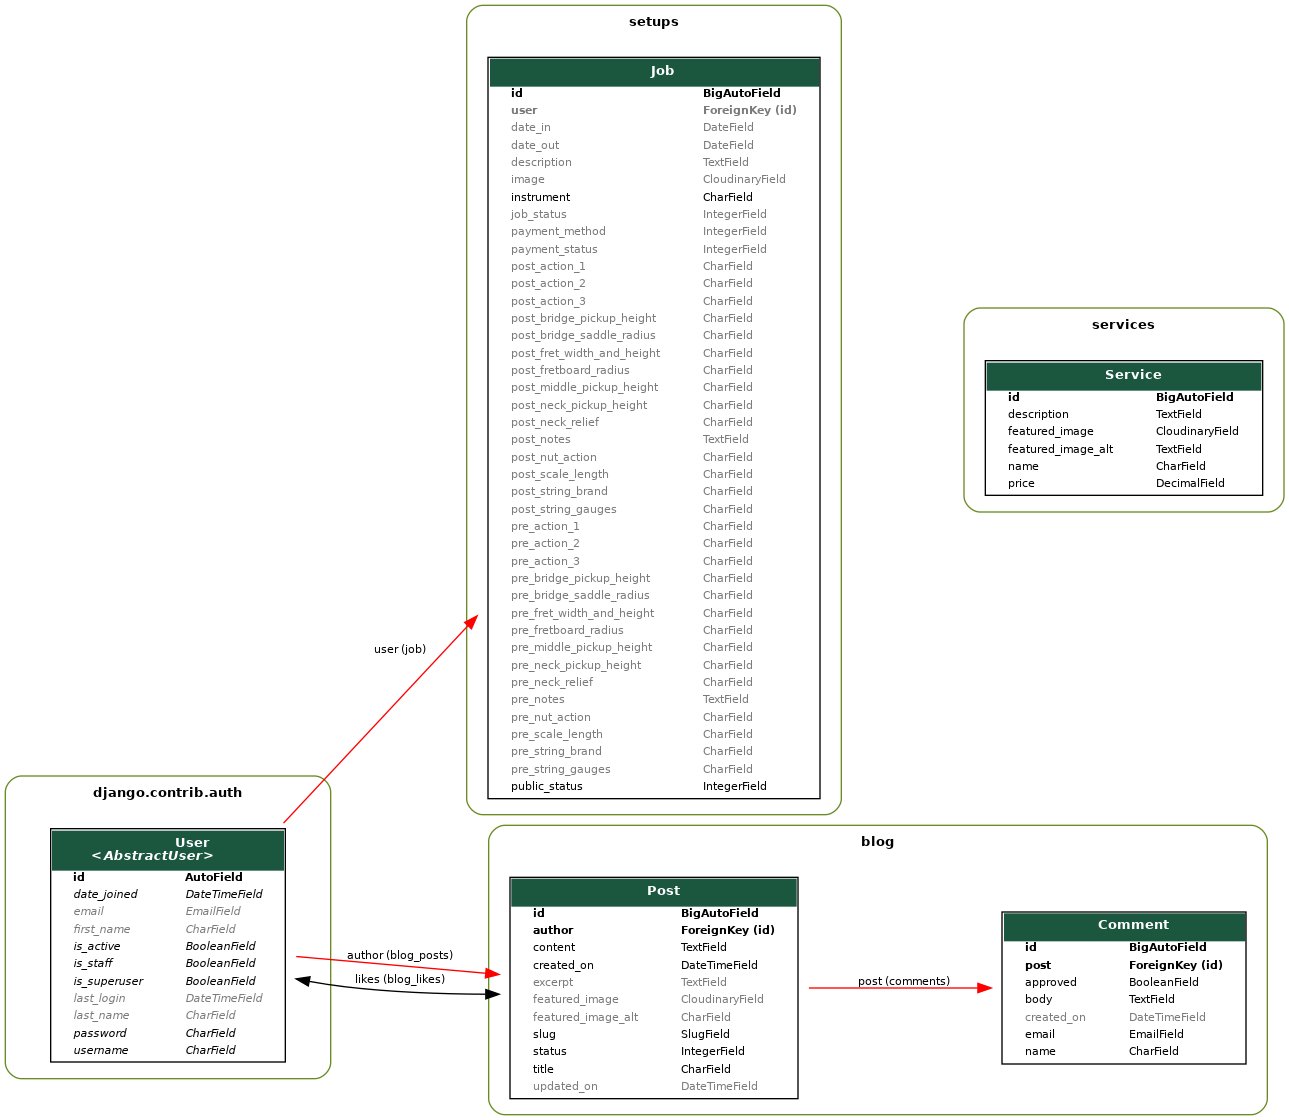 setups
Job
id BigAutoField
user ForeignKey (id)
date_in DateField
date_out DateField
description TextField
image CloudinaryField
instrument CharField
job_status IntegerField
payment_method IntegerField
payment_status IntegerField
post_action_1 CharField
post_action_2 CharField
post_action_3 CharField
post_bridge_pickup_height CharField
post_bridge_saddle_radius CharField
post_fret_width_and_height CharField
post_fretboard_radius CharField
post_middle_pickup_height CharField
post_neck_pickup_height CharField
post_neck_relief CharField
post_notes TextField
post_nut_action CharField
post_scale_length CharField
post_string_brand CharField
post_string_gauges CharField
pre_action_1 CharField
pre_action_2 CharField
pre_action_3 CharField
pre_bridge_pickup_height CharField
pre_bridge_saddle_radius CharField
pre_fret_width_and_height CharField
pre_fretboard_radius CharField
pre_middle_pickup_height CharField
pre_neck_pickup_height CharField
pre_neck_relief CharField
pre_notes TextField
pre_nut_action CharField
pre_scale_length CharField
pre_string_brand CharField
pre_string_gauges CharField
public_status IntegerField
services
Service
id BigAutoField
description TextField
featured_image CloudinaryField
featured_image_alt TextField
name CharField
price DecimalField
user (job)
django.contrib.auth
User
<AbstractUser>
id AutoField
date_joined DateTimeField
email EmailField
first_name CharField
is_active BooleanField
is_staff BooleanField
is_superuser BooleanField
last_login DateTimeField
last_name CharField
password CharField
username CharField
author (blog_posts)
likes (blog_likes)
blog
Post
id BigAutoField
author ForeignKey (id)
content TextField
created_on DateTimeField
excerpt TextField
featured_image CloudinaryField
featured_image_alt CharField
slug SlugField
status IntegerField
title CharField
updated_on DateTimeField
post (comments)
Comment
id BigAutoField
post ForeignKey (id)
approved BooleanField
body TextField
created_on DateTimeField
email EmailField
name CharField